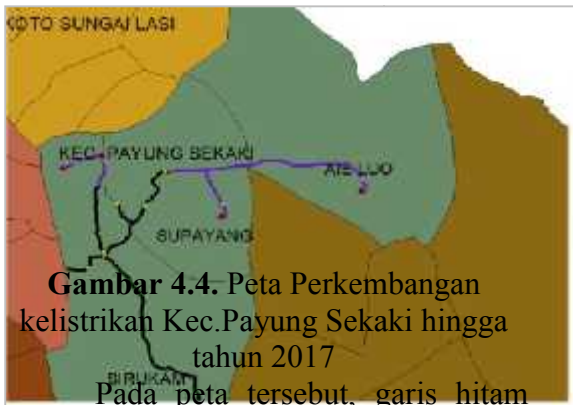 KOTO SUNGAI LASI
KEC. PAYUNG SEKAKI
AIE LUO
SUPAYANG
Gambar 4.4. Peta Perkembangan
kelistrikan Kec.Payung Sekaki hingga
tahun 2017
SIRUKAM
Pada peta tersebut, garis hitam